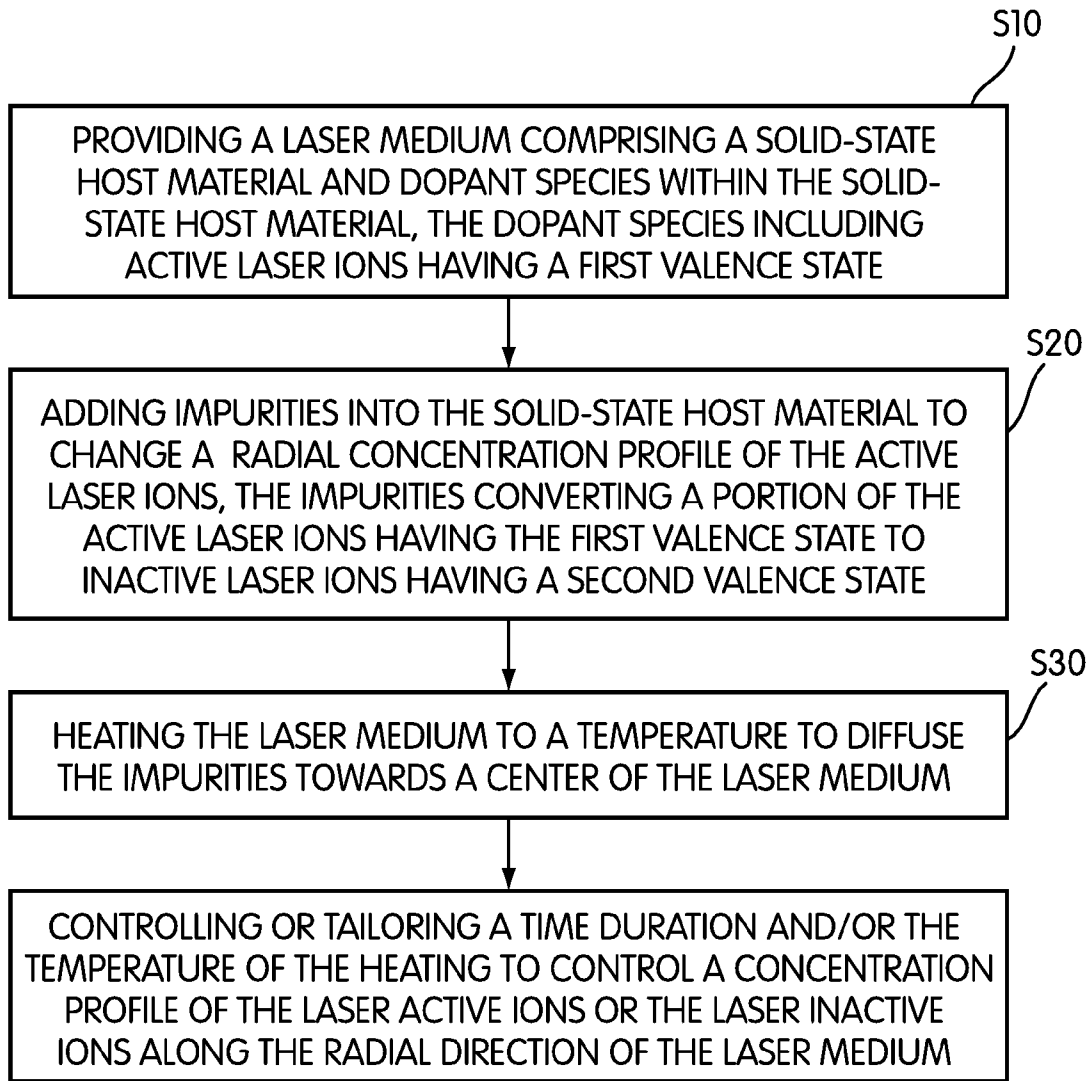 S10
PROVIDING A LASER MEDIUM COMPRISING A SOLID-STATE
HOST MATERIAL AND DOPANT SPECIES WITHIN THE SOLID-
STATE HOST MATERIAL, THE DOPANT SPECIES INCLUDING
ACTIVE LASER IONS HAVING A FIRST VALENCE STATE
S20
ADDING IMPURITIES INTO THE SOLID-STATE HOST MATERIAL TO
CHANGE A RADIAL CONCENTRATION PROFILE OF THE ACTIVE
LASER IONS, THE IMPURITIES CONVERTING A PORTION OF THE
ACTIVE LASER IONS HAVING THE FIRST VALENCE STATE TO
INACTIVE LASER IONS HAVING A SECOND VALENCE STATE
S30
HEATING THE LASER MEDIUM TO A TEMPERATURE TO DIFFUSE
THE IMPURITIES TOWARDS A CENTER OF THE LASER MEDIUM
CONTROLLING OR TAILORING A TIME DURATION AND/OR THE
TEMPERATURE OF THE HEATING TO CONTROL A CONCENTRATION
PROFILE OF THE LASER ACTIVE IONS OR THE LASER INACTIVE
IONS ALONG THE RADIAL DIRECTION OF THE LASER MEDIUM